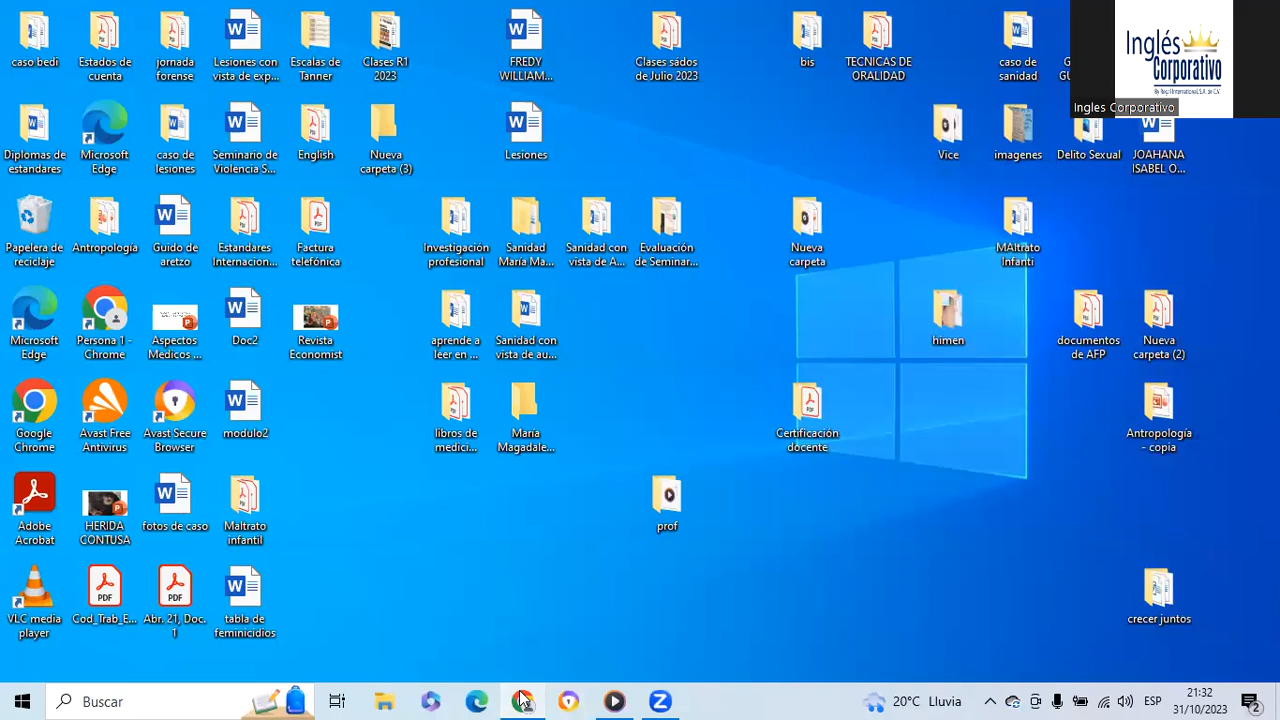 caso bedi
Estados de cuenta
jornada forense
Lesiones con vista de exp...
Escalas de Tanner
Clases R1 2023
FREDY WILLIAM...
Clases sádos de Julio 2023
bis
TECNICAS DE ORALIDAD
caso de sanidad
Inglés
Corporativo
By Regal International, S.A. de C.V.
Ingles Corporativo
Diplomas de estandares
Microsoft Edge
caso de lesiones
Seminario de Violencia S...
English
Nueva carpeta (3)
Lesiones
Vice
imagenes
Delito Sexual
JOAHANA ISABEL O...
Papelera de reciclaje
Antropología
Guido de aretzo
Estandares Internacion...
Factura telefónica
Investigación profesional
Sanidad María Ma...
Sanidad con vista de A...
Evaluación de Seminar...
Nueva carpeta
MAltrato Infanti
Microsoft Edge
Persona 1 - Chrome
Aspectos Medicos ...
Doc2
Revista Economist
aprende a léer en ...
Sanidad con vista de au...
himen
documentos de AFP
Nueva carpeta (2)
Google Chrome
Avast Free Antivirus
Avast Secure Browser
modulo2
libros de medici...
María Magadale...
Certificación docente
Antropología - copia
Adobe Acrobat
HERIDA CONTUSA
fotos de caso
Maltrato infantil
prof
VLC media player
Cod_Trab_E...
Abr. 21, Doc. 1
tabla de feminicidios
crecer juntos
Buscar
20°C Lluvia
ESP
21:32
31/10/2023
2